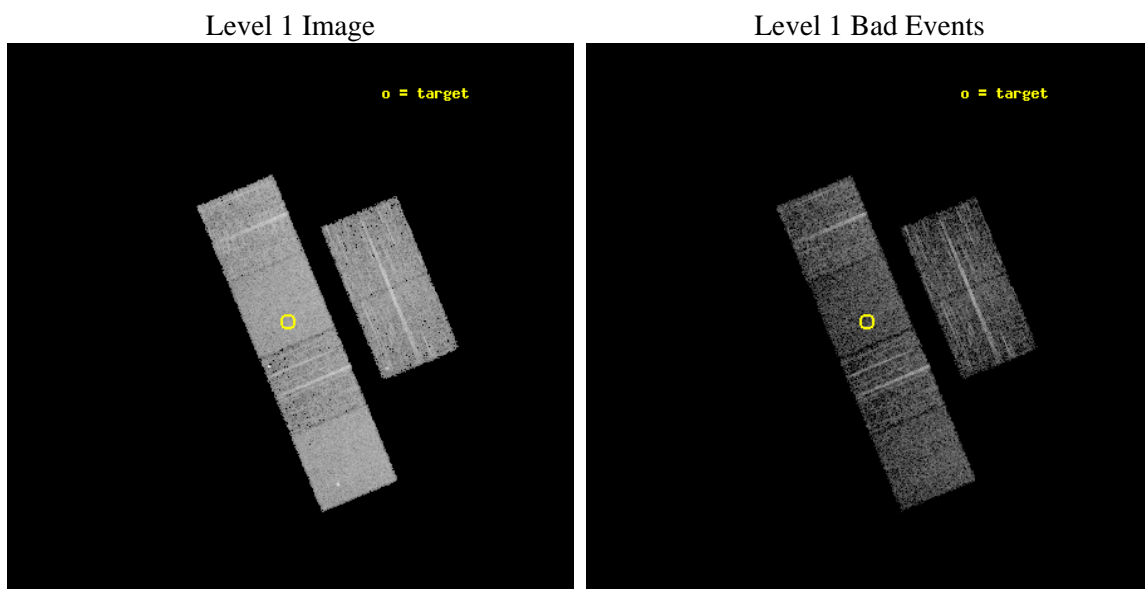 Level 1 Image
Level 1 Bad Events
o = target
o = target